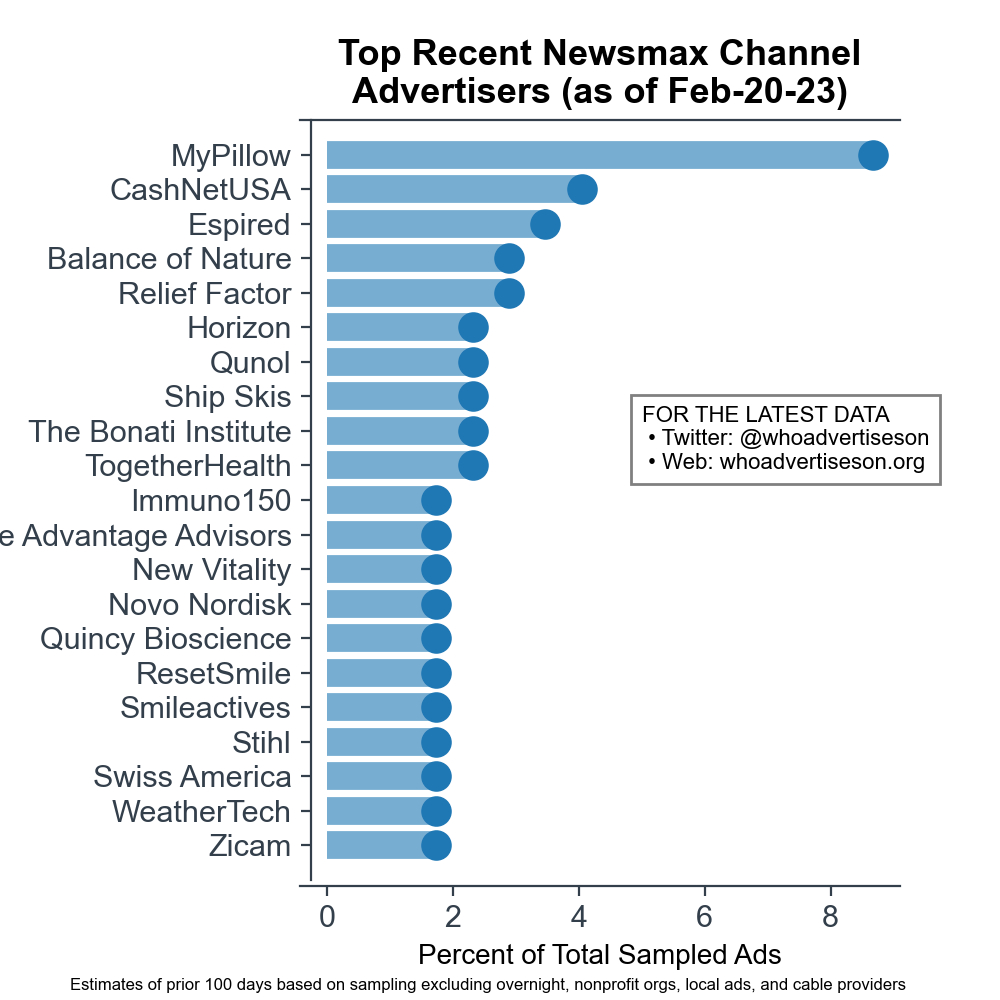 Top Recent Newsmax Channel
Advertisers (as of Feb-20-23)
MyPillow
CashNetUSA
Espired
Balance of Nature
Relief Factor
Horizon
Qunol
Ship Skis
The Bonati Institute
TogetherHealth
Immuno150
e Advantage Advisors
New Vitality
Novo Nordisk
Quincy Bioscience
ResetSmile
Smileactives
Stihl
Swiss America
WeatherTech
Zicam
FOR THE LATEST DATA
• Twitter: @whoadvertiseson
• Web: whoadvertiseson.org
0 2 4 6 8
Percent of Total Sampled Ads
Estimates of prior 100 days based on sampling excluding overnight, nonprofit orgs, local ads, and cable providers